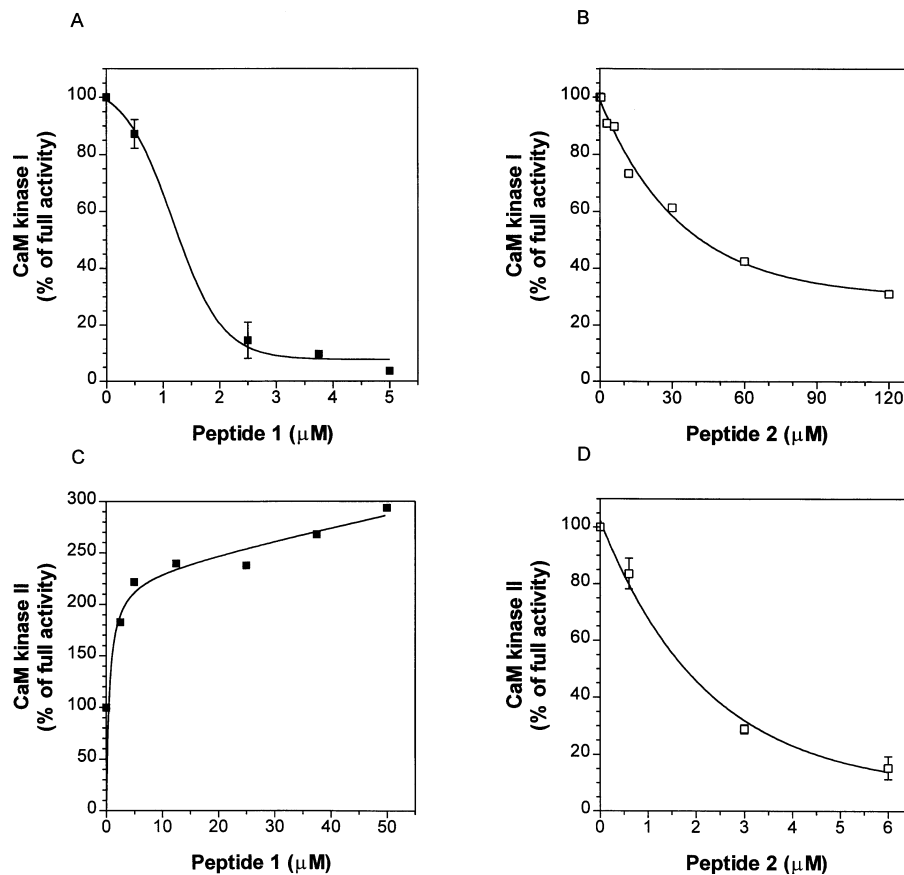 A
CaM kinase I
(% of full activity)
100
80
60
40
20
0
0 1 2 3 4 5
Peptide 1 (μM)
B
CaM kinase I
(% of full activity)
100
80
60
40
20
0
0 30 60 90 120
Peptide 2 (μM)
C
CaM kinase II
(% of full activity)
300
250
200
150
100
50
0
0 10 20 30 40 50
Peptide 1 (μM)
D
CaM kinase II
(% of full activity)
100
80
60
40
20
0
0 1 2 3 4 5 6
Peptide 2 (μM)